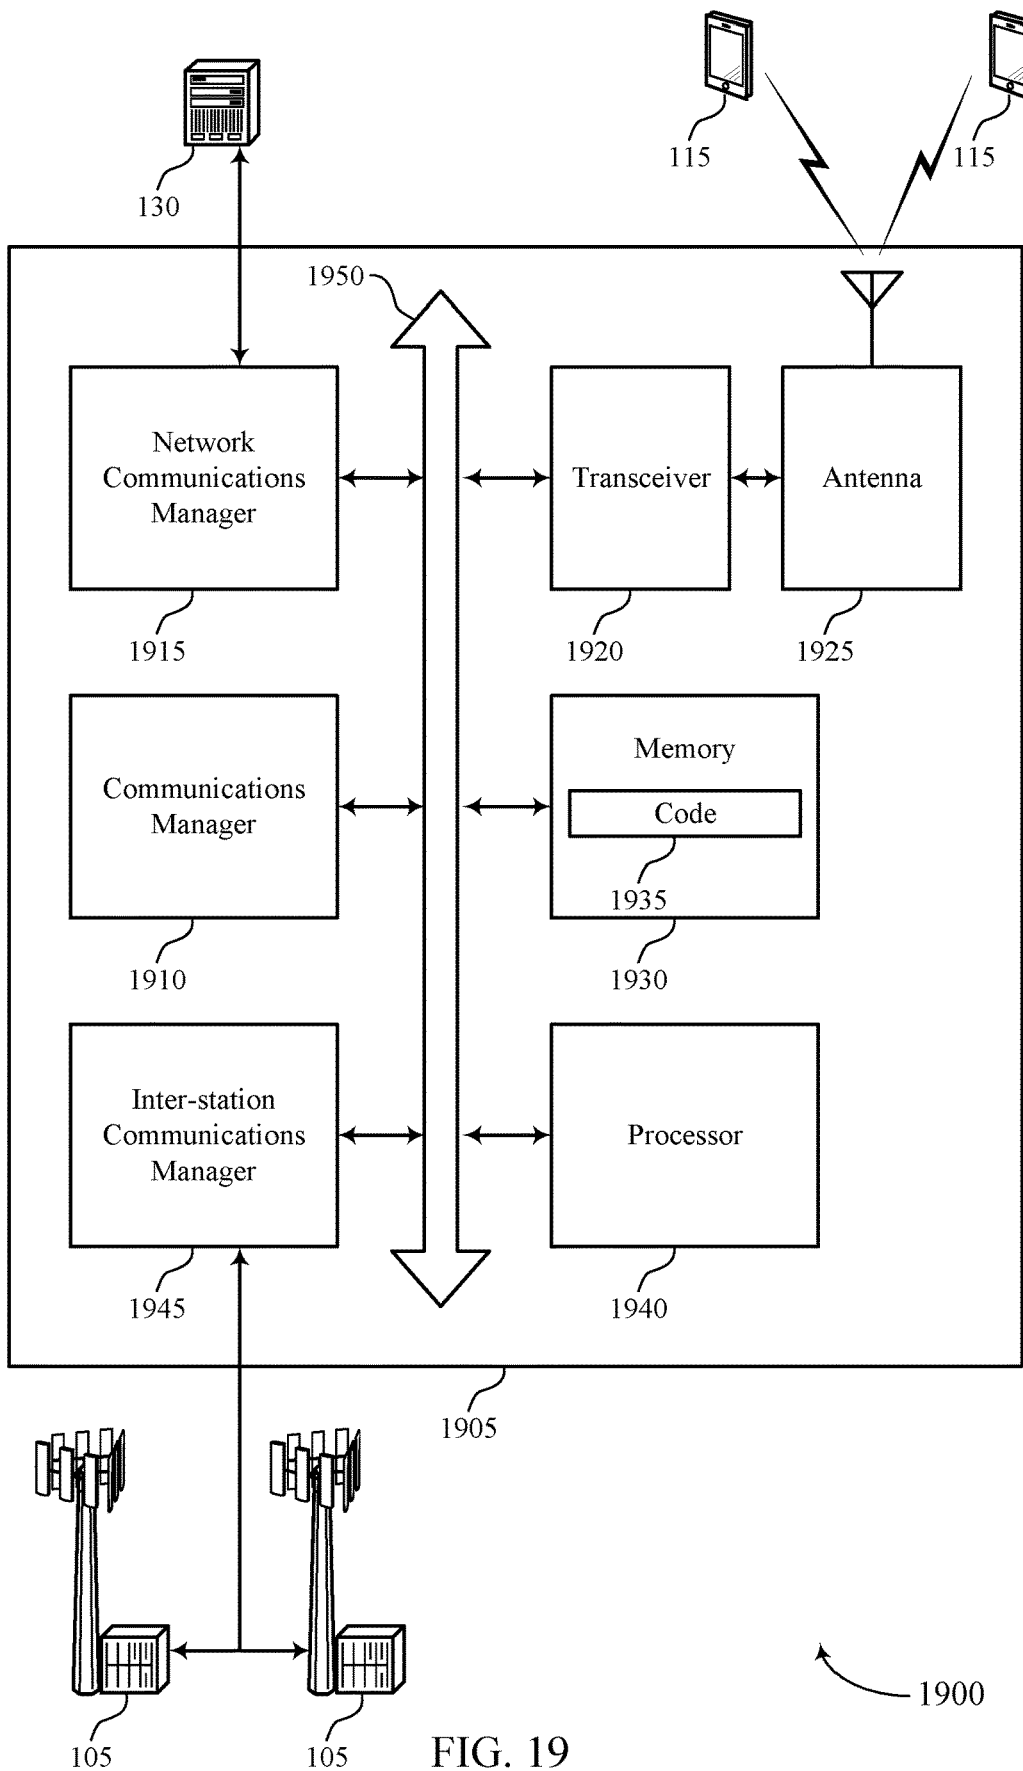 115
115
130
1950
Network
Communications
Manager
Transceiver
Antenna
1915
1920
1925
Communications
Manager
Memory
Code
1935
1910
1930
Inter-station
Communications
Manager
Processor
1945
1940
1905
1900
105
105
FIG. 19